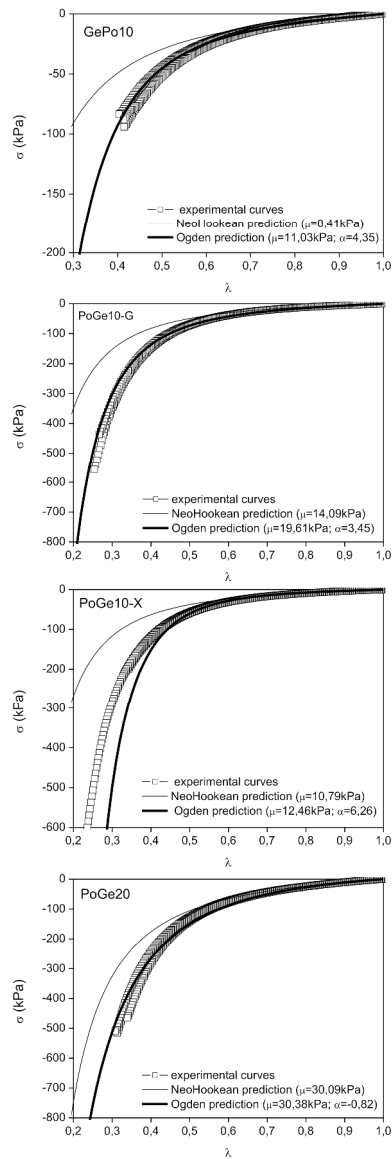 GePo10
0
-50
-100
-150
-200
σ (kPa)
experimental curves
NeoHookean prediction (μ=8,41kPa)
Ogden prediction (μ=11,03kPa; α=4,35)
0,3 0,4 0,5 0,6 0,7 0,8 0,9 1,0
λ
PoGe10-G
0
-100
-200
-300
-400
-500
-600
-700
-800
σ (kPa)
experimental curves
NeoHookean prediction (μ=14,09kPa)
Ogden prediction (μ=19,61kPa; α=3,45)
0,2 0,3 0,4 0,5 0,6 0,7 0,8 0,9 1,0
λ
PoGe10-X
0
-100
-200
-300
-400
-500
-600
σ (kPa)
experimental curves
NeoHookean prediction (μ=10,79kPa)
Ogden prediction (μ=12,46kPa; α=6,26)
0,2 0,3 0,4 0,5 0,6 0,7 0,8 0,9 1,0
λ
PoGe20
0
-100
-200
-300
-400
-500
-600
-700
-800
σ (kPa)
experimental curves
NeoHookean prediction (μ=30,09kPa)
Ogden prediction (μ=30,38kPa; α=-0,82)
0,2 0,3 0,4 0,5 0,6 0,7 0,8 0,9 1,0
λ